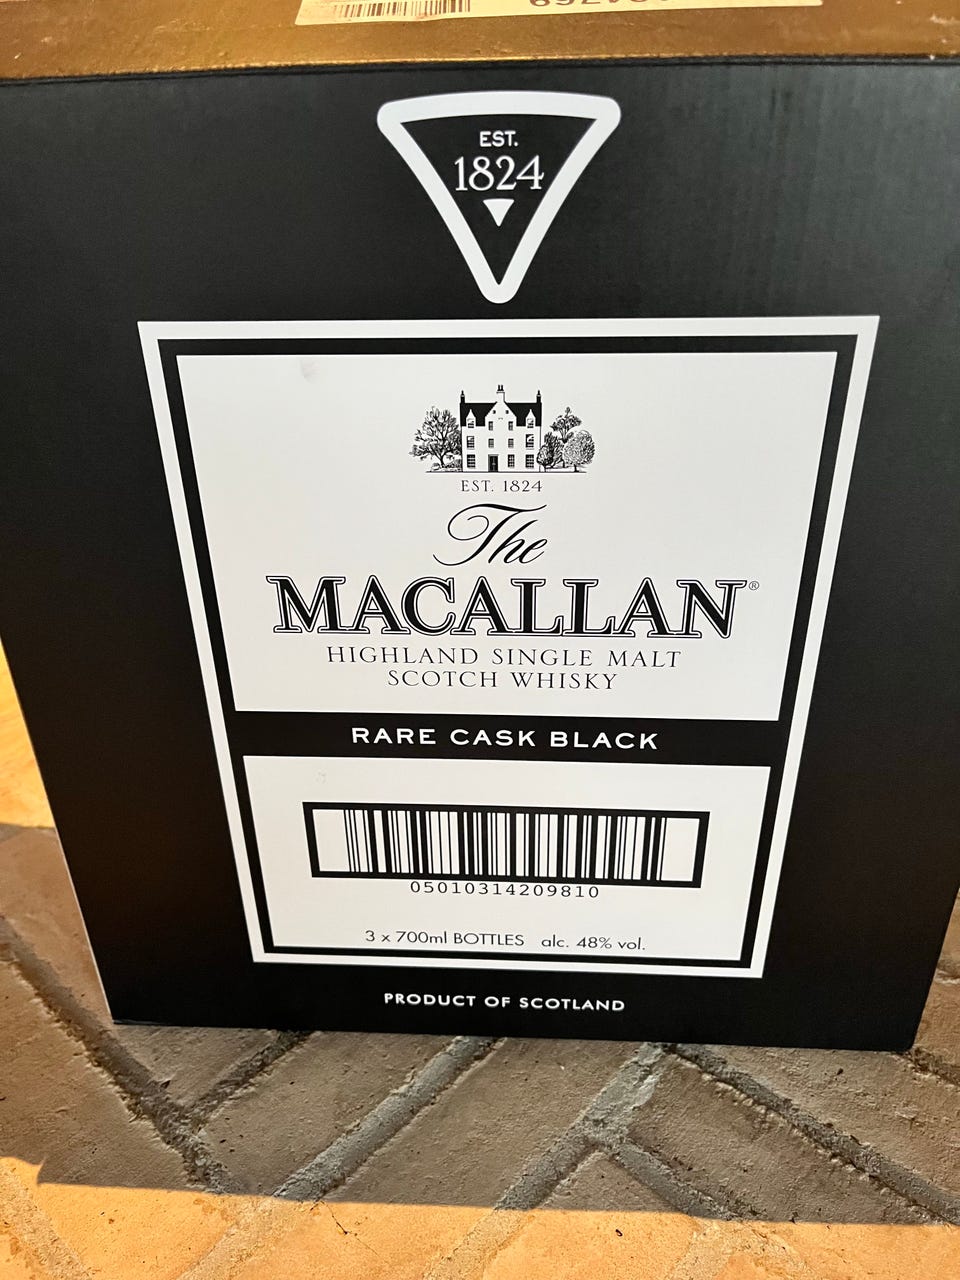 EST.
1824
EST. 1824
The
MACALLAN®
HIGHLAND SINGLE MALT
SCOTCH WHISKY
RARE CASK BLACK
05010314209810
3 x 700ml BOTTLES alc. 48% vol.
PRODUCT OF SCOTLAND